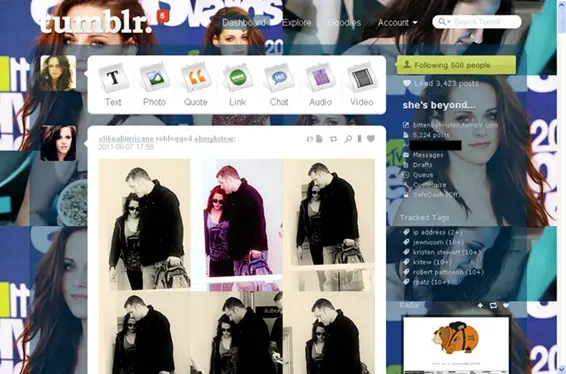 tumblr.
5
Dashboard
Explore
Goodies
Account
Search Tumblr
Text
Photo
Quote
Link
Chat
Audio
Video
Following 508 people
Liked 3,423 posts
she's beyond...
bittenbykristen.tumblr.com
5,224 posts
Messages
Drafts
Queue
Customize
SafeDash (Off)
Tracked Tags
ip address (2+)
jewnicorn (10+)
kristen stewart (10+)
kstew (10+)
robert pattinson (10+)
rpatz (10+)
Radar
xlikeahurricane reblogged ohmykstew:
2011-06-07 17:58
49